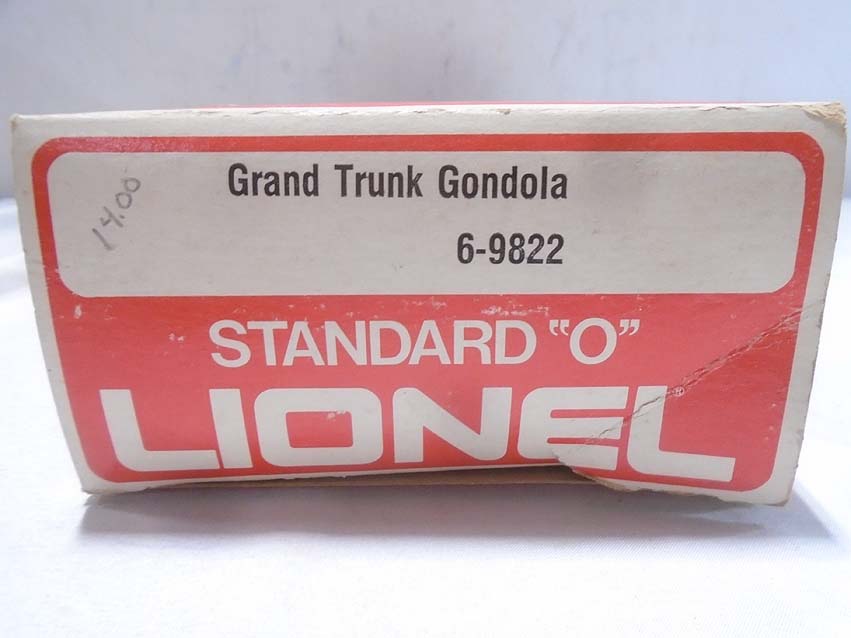 Grand Trunk Gondola
14.00
6-9822
STANDARD "O"
LIONEL